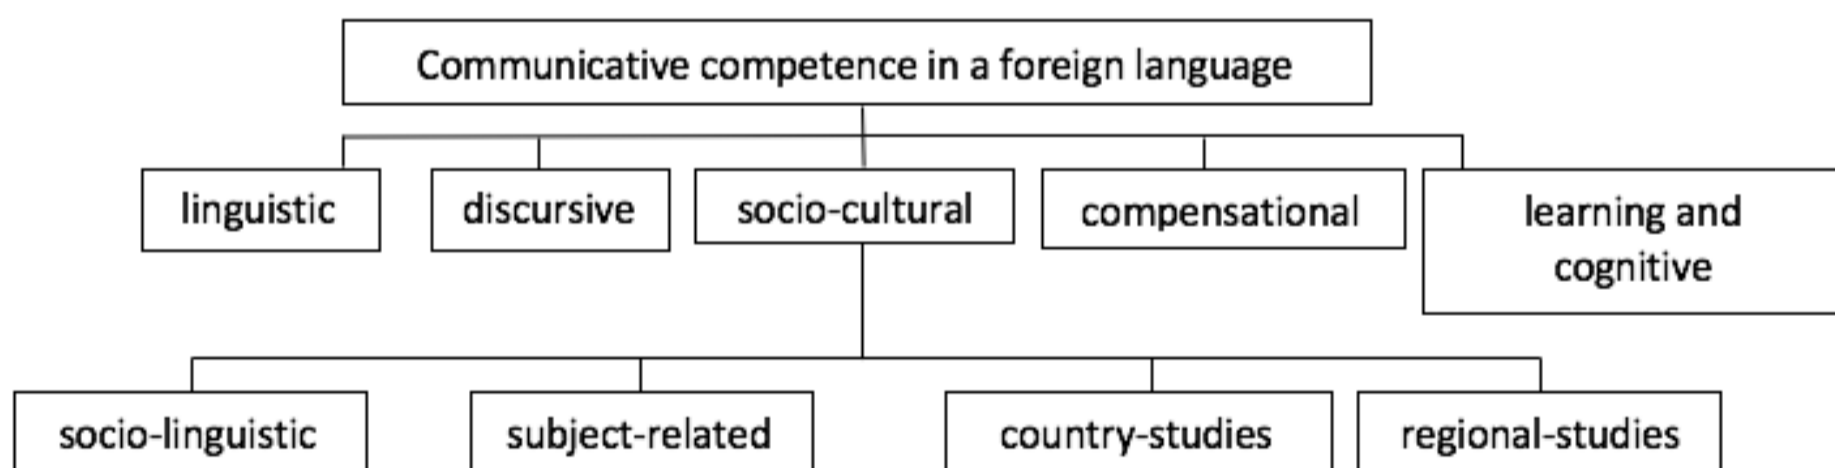 Communicative competence in a foreign language
linguistic
discursive
socio-cultural
compensational
learning and
cognitive
socio-linguistic
subject-related
country-studies
regional-studies